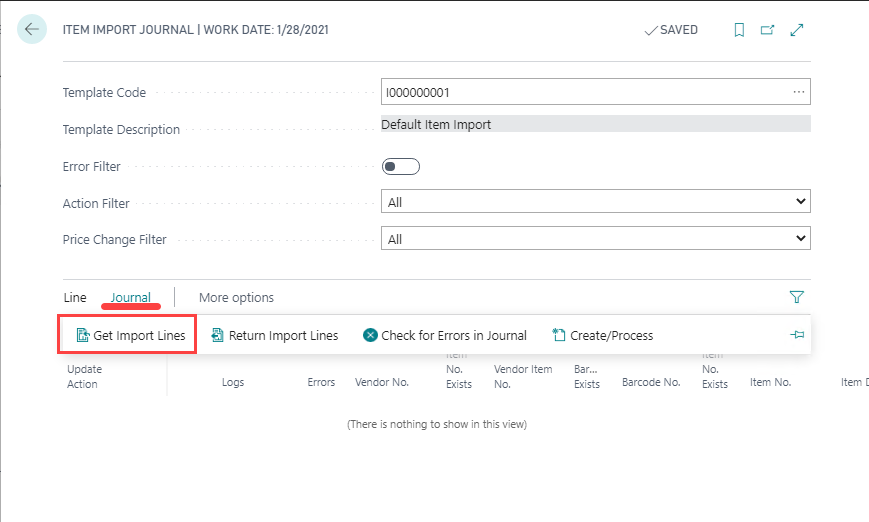 ITEM IMPORT JOURNAL | WORK DATE: 1/28/2021
SAVED
Template Code
I000000001
Template Description
Default Item Import
Error Filter
Action Filter
All
Price Change Filter
All
Line Journal More options
Get Import Lines Return Import Lines Check for Errors in Journal Create/Process
Update Action
Logs
Errors
Vendor No.
Item No. Exists
Vendor Item No.
Bar... Exists
Barcode No.
Item No. Exists
Item No.
Item D
(There is nothing to show in this view)